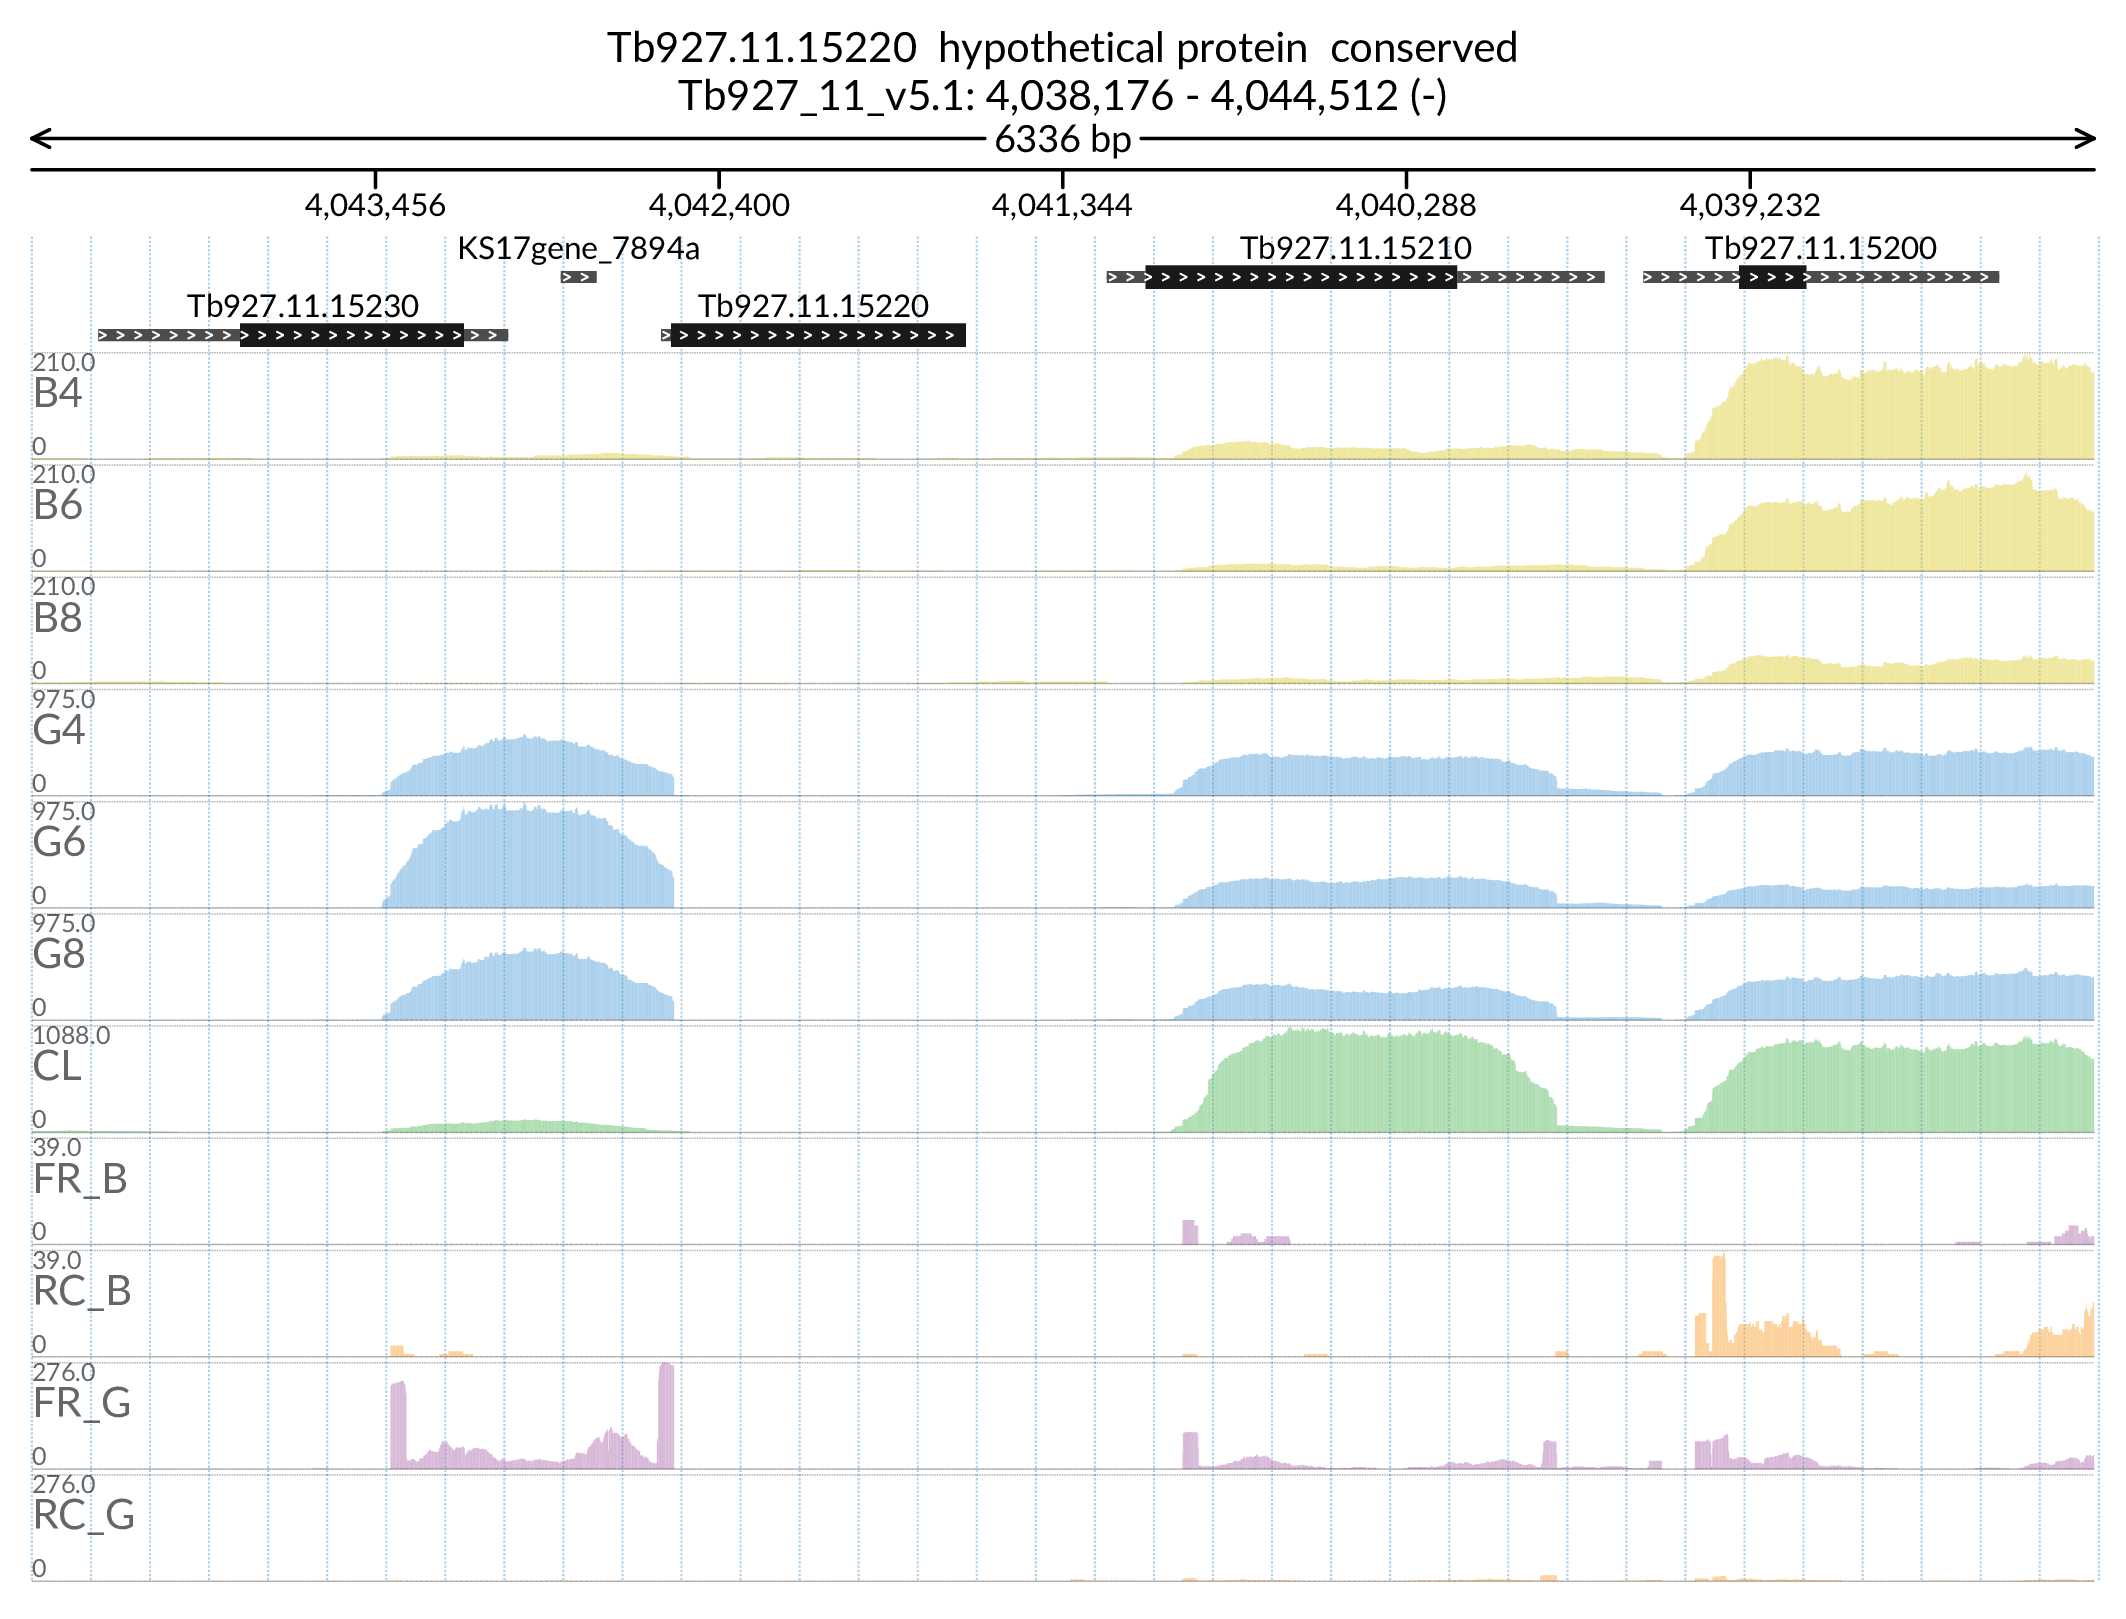 Tb927.11.15220  hypothetical protein  conserved
Tb927_11_v5.1: 4,038,176 - 4,044,512 (-)
6336 bp
4,043,456 4,042,400 4,041,344 4,040,288 4,039,232
KS17gene_7894a Tb927.11.15210 Tb927.11.15200
Tb927.11.15230 Tb927.11.15220
210.0
B4
0
210.0
B6
0
210.0
B8
0
975.0
G4
0
975.0
G6
0
975.0
G8
0
1088.0
CL
0
39.0
FR_B
0
39.0
RC_B
0
276.0
FR_G
0
276.0
RC_G
0